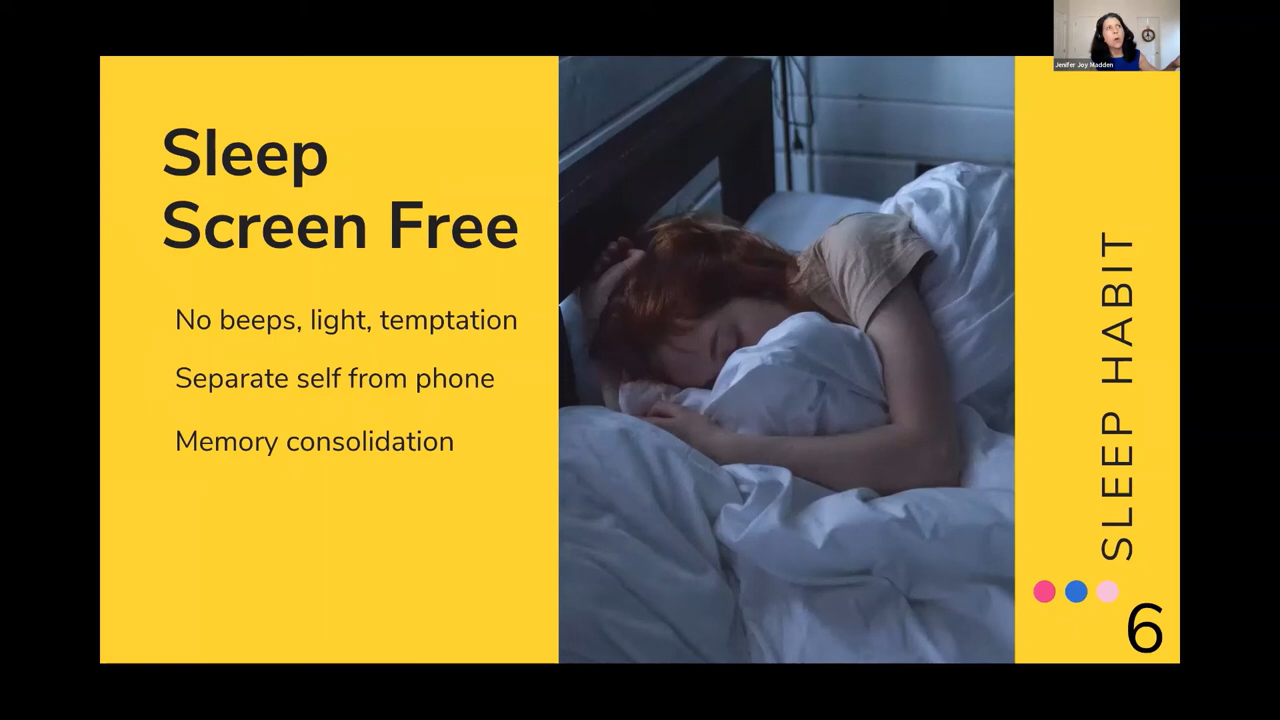 Jenifer Joy Madden
Sleep
Screen Free
No beeps, light, temptation
Separate self from phone
Memory consolidation
SLEEP HABIT
6